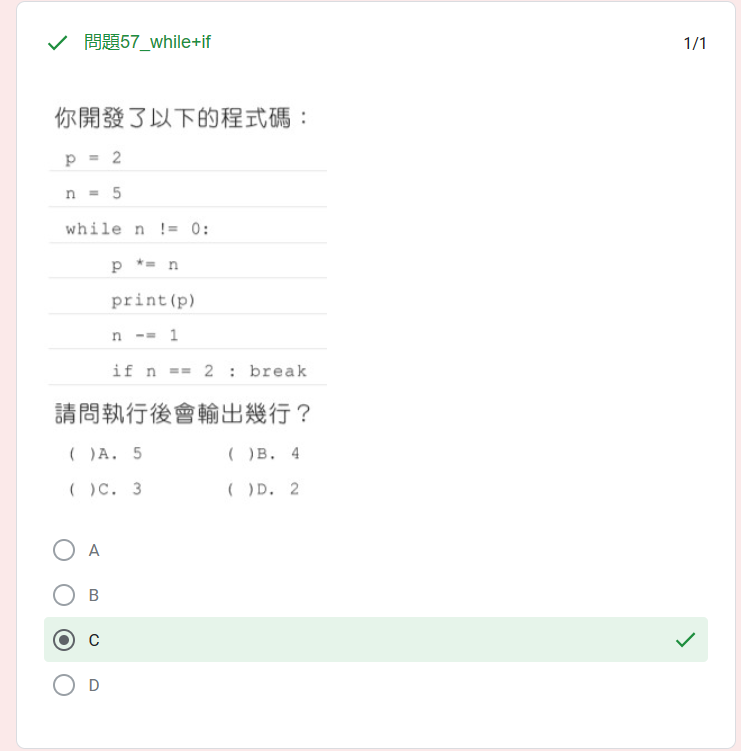 問題57_while+if
1/1
你開發了以下的程式碼：
p = 2
n = 5
while n != 0:
p *= n
print(p)
n -= 1
if n == 2 : break
請問執行後會輸出幾行？
( )A. 5 ( )B. 4
( )C. 3 ( )D. 2
A
B
C
D